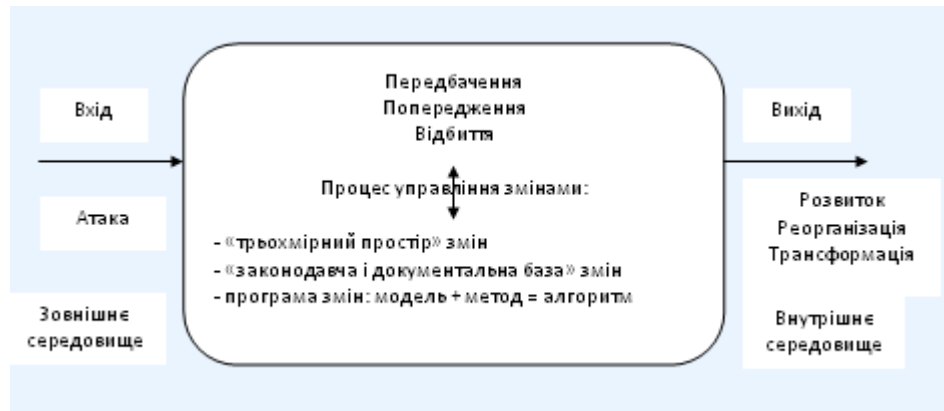 Вхід
Атака
Зовнішнє
середовище
Передбачення
Попередження
Відбиття
Процес управління змінами:
- «трьохмірний простір» змін
- «законодавча і документальна база» змін
- програма змін: модель + метод = алгоритм
Вихід
Розвиток
Реорганізація
Трансформація
Внутрішнє
середовище